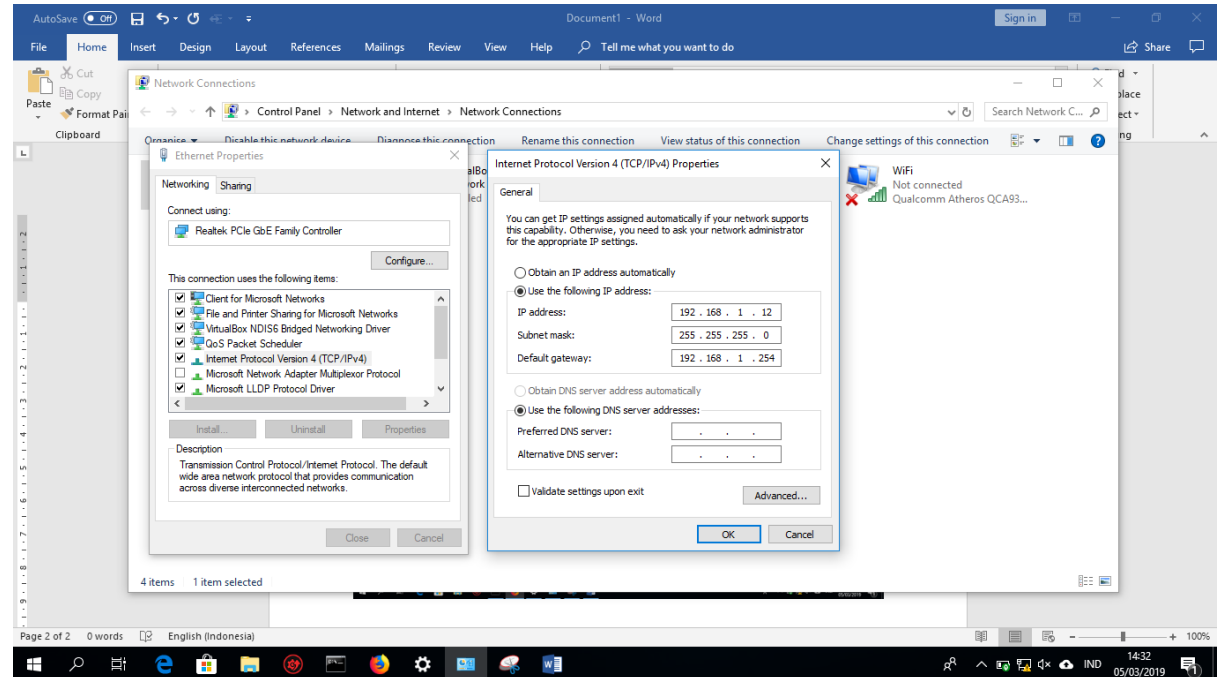 AutoSave Off
Document1 - Word
Sign in
File Home Insert Design Layout References Mailings Review View Help Tell me what you want to do
Share
Cut
Copy
Paste
Format Pai
Clipboard
Network Connections
Control Panel > Network and Internet > Network Connections
Search Network C...
Organise
Disable this network device
Diagnose this connection
Rename this connection
View status of this connection
Change settings of this connection
WiFi
Not connected
Qualcomm Atheros QCA93...
Ethernet Properties
Networking Sharing
Connect using:
Realtek PCIe GbE Family Controller
Configure...
This connection uses the following items:
Client for Microsoft Networks
File and Printer Sharing for Microsoft Networks
VirtualBox NDIS6 Bridged Networking Driver
QoS Packet Scheduler
Internet Protocol Version 4 (TCP/IPv4)
Microsoft Network Adapter Multiplexor Protocol
Microsoft LLDP Protocol Driver
Install... Uninstall Properties
Description
Transmission Control Protocol/Internet Protocol. The default
wide area network protocol that provides communication
across diverse interconnected networks.
Close Cancel
Internet Protocol Version 4 (TCP/IPv4) Properties
General
You can get IP settings assigned automatically if your network supports
this capability. Otherwise, you need to ask your network administrator
for the appropriate IP settings.
Obtain an IP address automatically
Use the following IP address:
IP address: 192 . 168 . 1 . 12
Subnet mask: 255 . 255 . 255 . 0
Default gateway: 192 . 168 . 1 . 254
Obtain DNS server address automatically
Use the following DNS server addresses:
Preferred DNS server: . . .
Alternative DNS server: . . .
Validate settings upon exit
Advanced...
OK Cancel
4 items 1 item selected
Page 2 of 2 0 words English (Indonesia)
100%
IND
14:32
05/03/2019